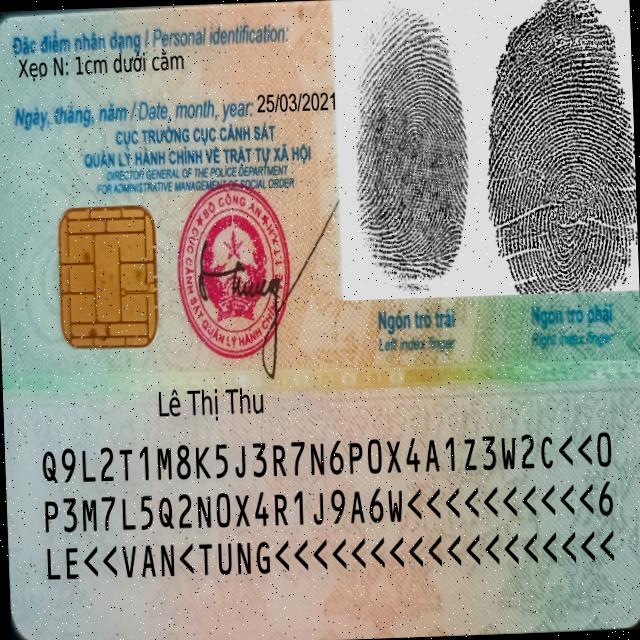 Đặc điểm nhân dạng / Personal identification:
Xẹo N: 1cm dưới cằm
Ngày, tháng, năm / Date, month, year: 25/03/2021
CỤC TRƯỞNG CỤC CẢNH SÁT
QUẢN LÝ HÀNH CHÍNH VỀ TRẬT TỰ XÃ HỘI
DIRECTOR GENERAL OF THE POLICE DEPARTMENT
FOR ADMINISTRATIVE MANAGEMENT OF SOCIAL ORDER
BỘ CÔNG AN
CỤC CẢNH SÁT QUẢN LÝ HÀNH CHÍNH
Ngón trỏ trái
Left index finger
Ngón trỏ phải
Right index finger
Lê Thị Thu
Q9L2T1M8K5J3R7N6P0X4A1Z3W2C<<0
P3M7L5Q2N0X4R1J9A6W<<<<<<<<<<6
LE<<VAN<TUNG<<<<<<<<<<<<<<<<<<